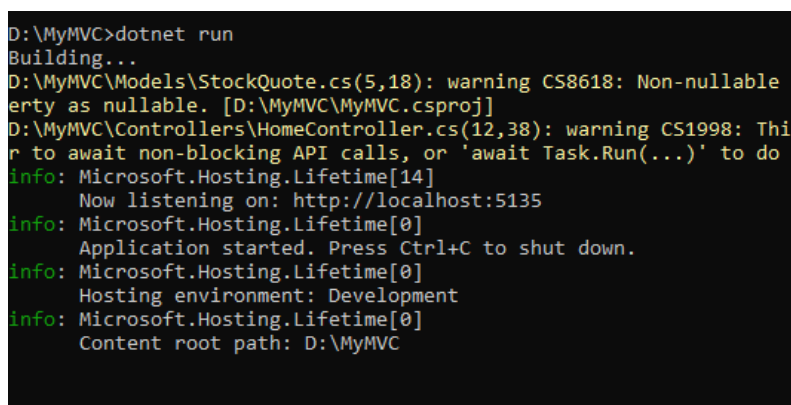 D:\MyMVC>dotnet run
Building...
D:\MyMVC\Models\StockQuote.cs(5,18): warning CS8618: Non-nullable
erty as nullable. [D:\MyMVC\MyMVC.csproj]
D:\MyMVC\Controllers\HomeController.cs(12,38): warning CS1998: Thi
r to await non-blocking API calls, or 'await Task.Run(...)' to do
info: Microsoft.Hosting.Lifetime[14]
      Now listening on: http://localhost:5135
info: Microsoft.Hosting.Lifetime[0]
      Application started. Press Ctrl+C to shut down.
info: Microsoft.Hosting.Lifetime[0]
      Hosting environment: Development
info: Microsoft.Hosting.Lifetime[0]
      Content root path: D:\MyMVC